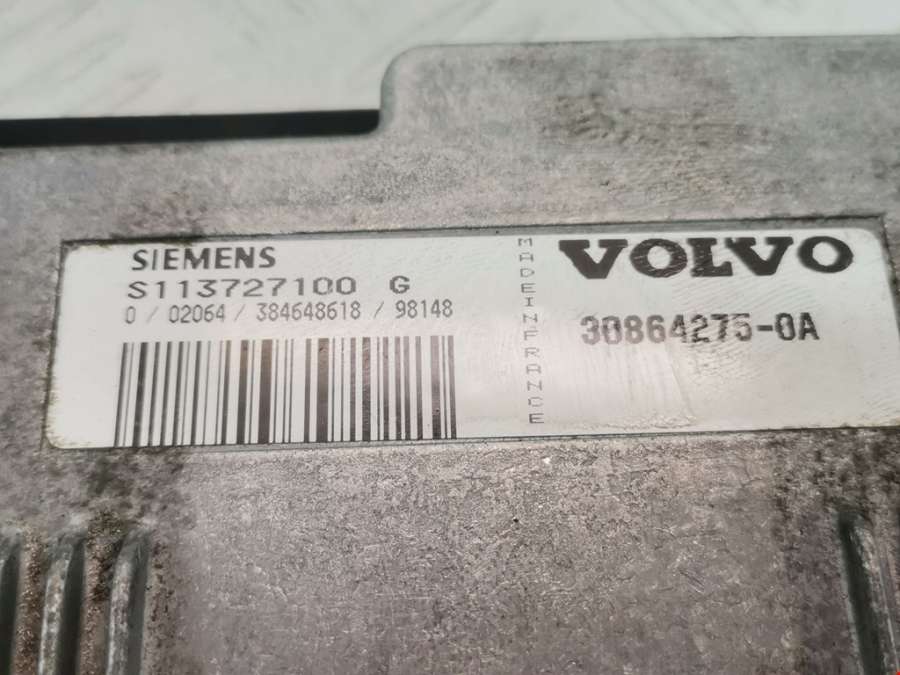 SIEMENS
S113727100 G
0 / 02064 / 384648618 / 98148
MADEINFRANCE
VOLVO
30864275-0A